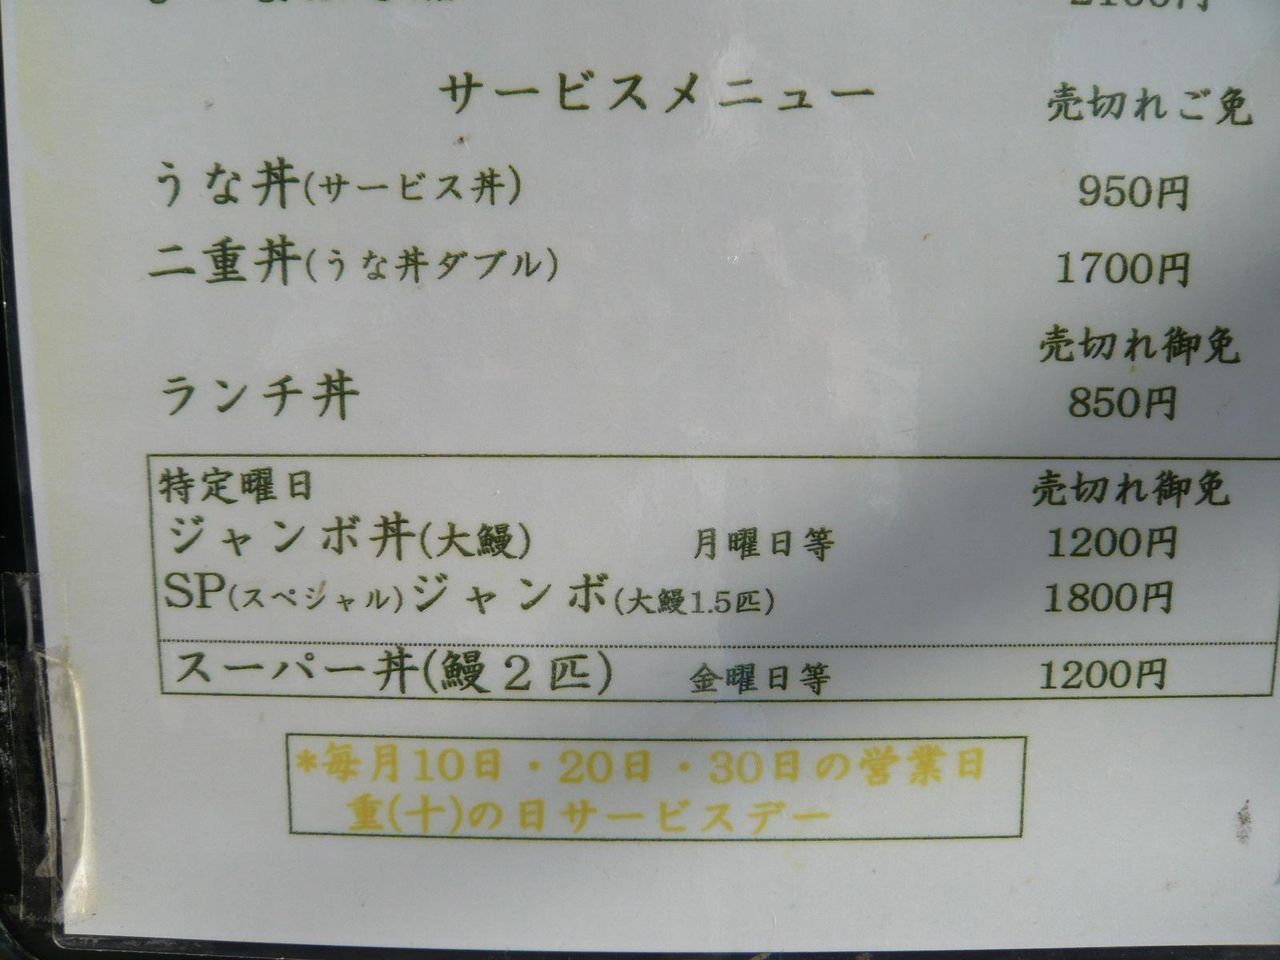 サービスメニュー 売切れご免
うな丼(サービス丼) 950円
二重丼(うな丼ダブル) 1700円
売切れ御免
ランチ丼 850円
特定曜日 売切れ御免
ジャンボ丼(大鰻) 月曜日等 1200円
SP(スペシャル)ジャンボ(大鰻1.5匹) 1800円
スーパー丼(鰻2匹) 金曜日等 1200円
*毎月10日・20日・30日の営業日
重(十)の日サービスデー